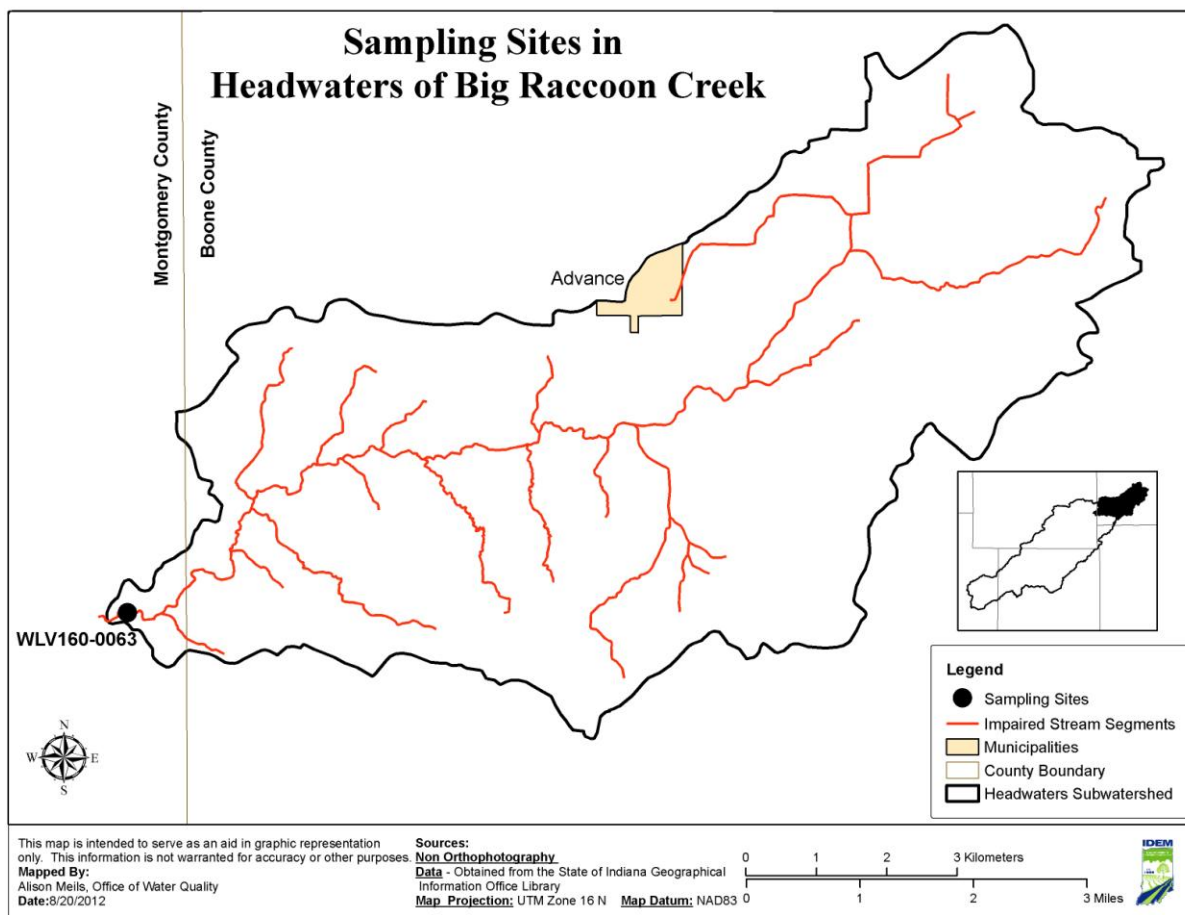 Sampling Sites in
Headwaters of Big Raccoon Creek
Montgomery County
Boone County
Advance
WLV160-0063
N
W E
S
Legend
Sampling Sites
Impaired Stream Segments
Municipalities
County Boundary
Headwaters Subwatershed
This map is intended to serve as an aid in graphic representation
only. This information is not warranted for accuracy or other purposes.
Mapped By:
Alison Meils, Office of Water Quality
Date:8/20/2012
Sources:
Non Orthophotography
Data - Obtained from the State of Indiana Geographical
Information Office Library
Map Projection: UTM Zone 16 N Map Datum: NAD83
0 1 2 3 Kilometers
0 1 2 3 Miles
IDEM